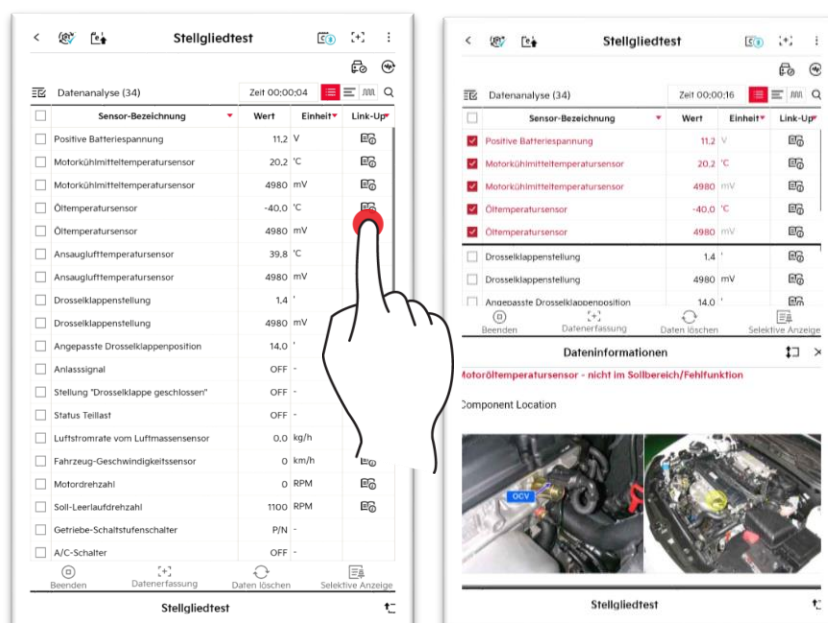 Stellgliedtest
Datenanalyse (34) Zeit 00:00:04
Sensor-Bezeichnung Wert Einheit Link-Up
Positive Batteriespannung 11,2 V
Motorkühlmitteltemperatursensor 20,2 °C
Motorkühlmitteltemperatursensor 4980 mV
Öltemperatursensor -40,0 °C
Öltemperatursensor 4980 mV
Ansauglufttemperatursensor 39,8 °C
Ansauglufttemperatursensor 4980 mV
Drosselklappenstellung 1,4 '
Drosselklappenstellung 4980 mV
Angepasste Drosselklappenposition 14,0 '
Anlasssignal OFF -
Stellung "Drosselklappe geschlossen" OFF -
Status Teillast OFF -
Luftstromrate vom Luftmassensensor 0,0 kg/h
Fahrzeug-Geschwindigkeitssensor 0 km/h
Motordrehzahl 0 RPM
Soll-Leerlaufdrehzahl 1100 RPM
Getriebe-Schaltstufenschalter P/N -
A/C-Schalter OFF -
Beenden Datenerfassung Daten löschen Selektive Anzeige
Stellgliedtest
Stellgliedtest
Datenanalyse (34) Zeit 00:00:16
Sensor-Bezeichnung Wert Einheit Link-Up
Positive Batteriespannung 11,2 V
Motorkühlmitteltemperatursensor 20,2 °C
Motorkühlmitteltemperatursensor 4980 mV
Öltemperatursensor -40,0 °C
Öltemperatursensor 4980 mV
Drosselklappenstellung 1,4 '
Drosselklappenstellung 4980 mV
Angepasste Drosselklappenposition 14,0 '
Beenden Datenerfassung Daten löschen Selektive Anzeige
Dateninformationen
Motoröltemperatursensor - nicht im Sollbereich/Fehlfunktion
Component Location
OCV
Stellgliedtest